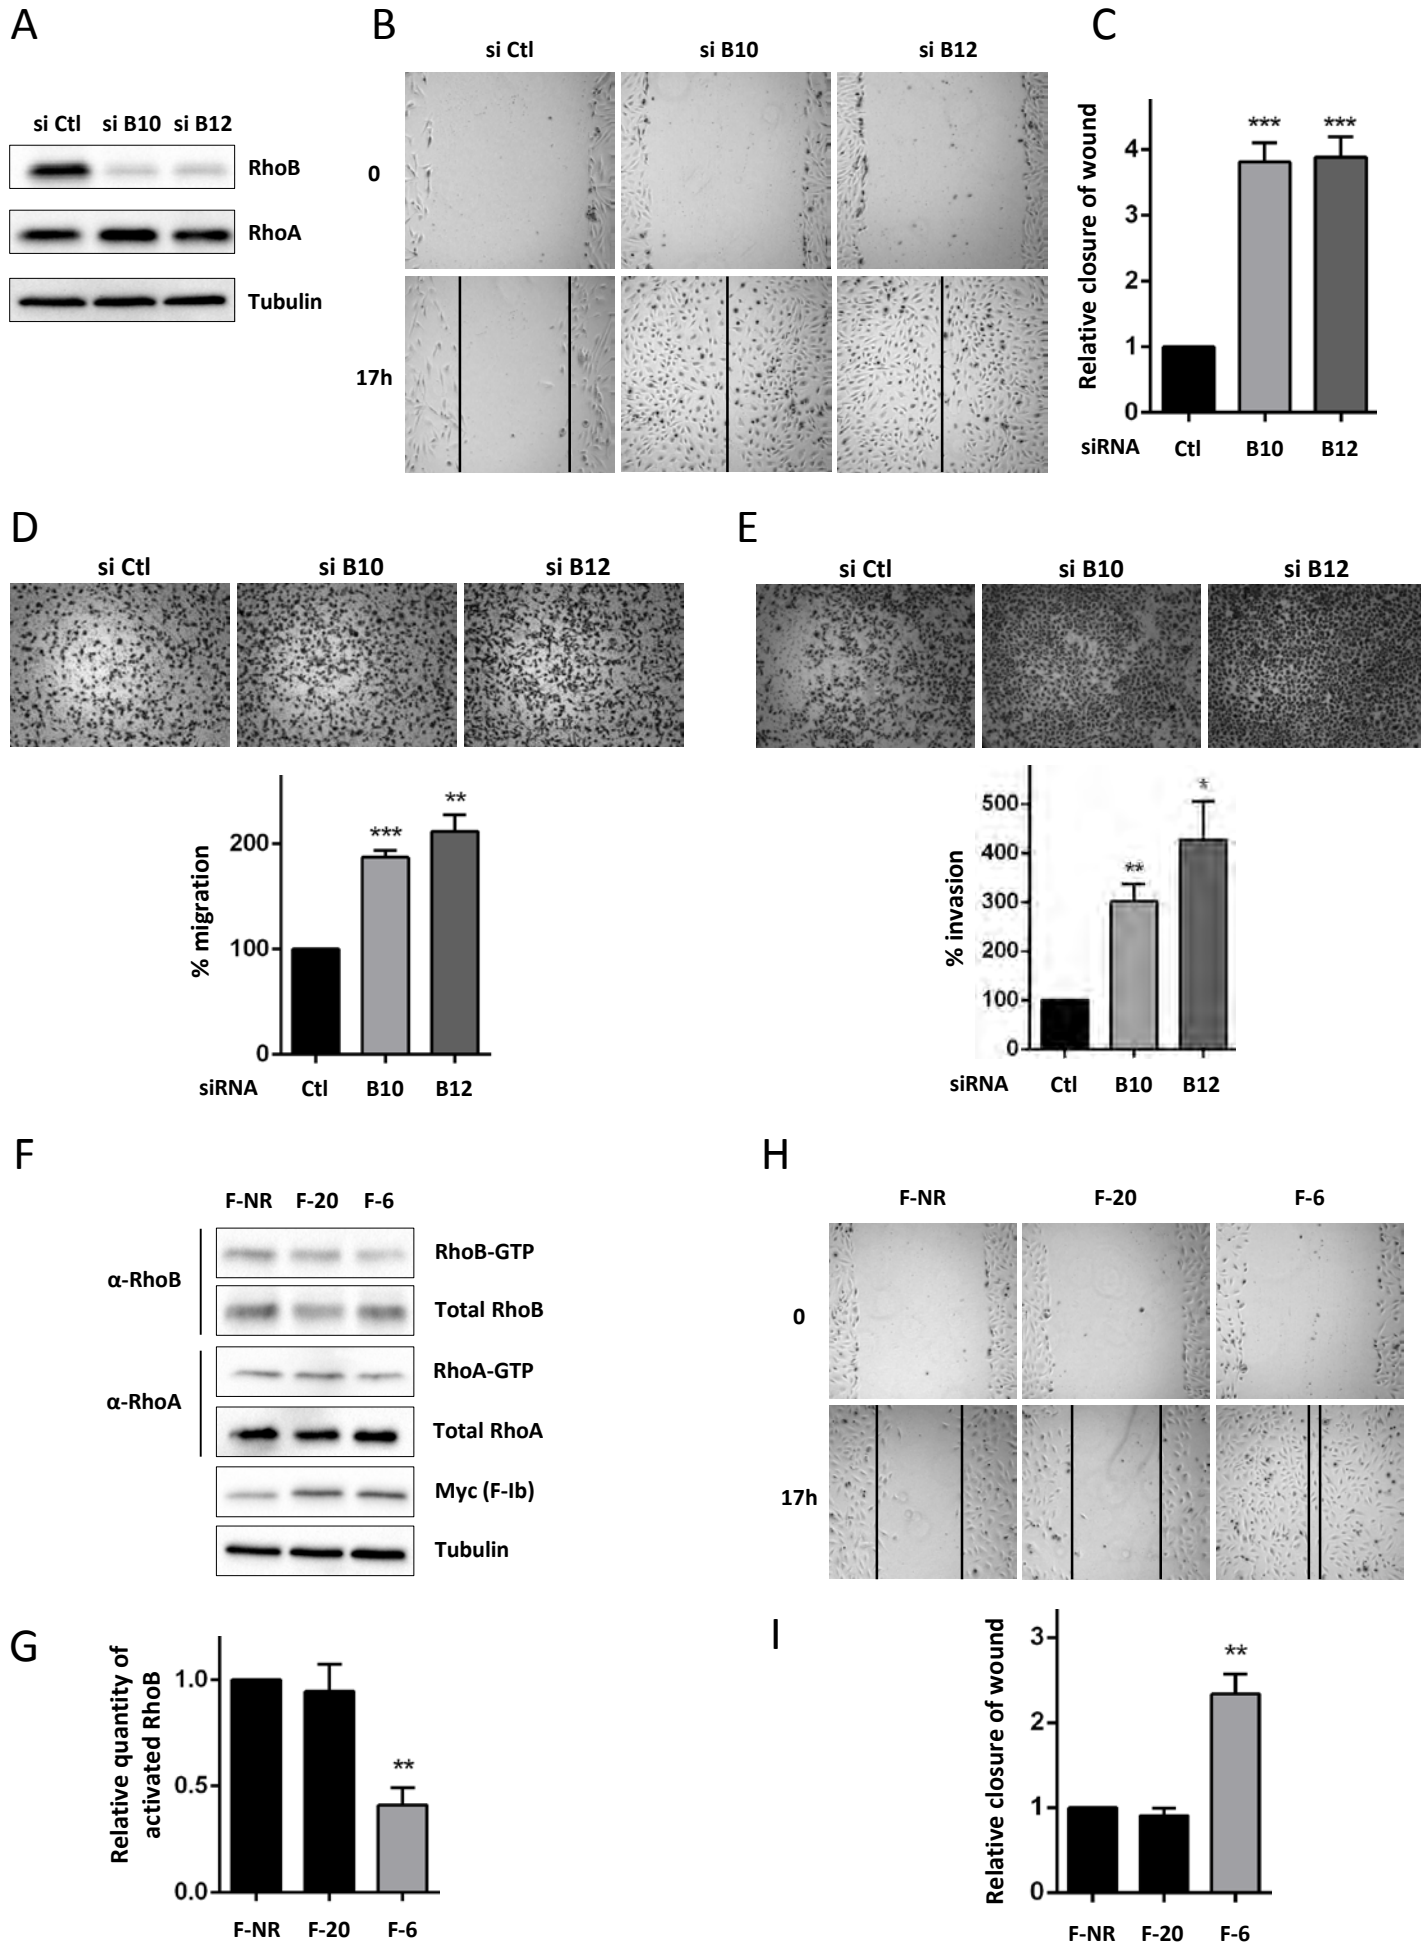 A
si Ctl si B10 si B12
RhoB
RhoA
Tubulin
B
si Ctl si B10 si B12
0
17h
C
Relative closure of wound
4
3
2
1
0
*** ***
siRNA Ctl B10 B12
D
si Ctl si B10 si B12
% migration
200
100
0
*** **
siRNA Ctl B10 B12
E
si Ctl si B10 si B12
% invasion
500
400
300
200
100
0
** *
siRNA Ctl B10 B12
F
F-NR F-20 F-6
α-RhoB
RhoB-GTP
Total RhoB
α-RhoA
RhoA-GTP
Total RhoA
Myc (F-Ib)
Tubulin
G
Relative quantity of
activated RhoB
1.0
0.5
0.0
**
F-NR F-20 F-6
H
F-NR F-20 F-6
0
17h
I
Relative closure of wound
3
2
1
0
**
F-NR F-20 F-6